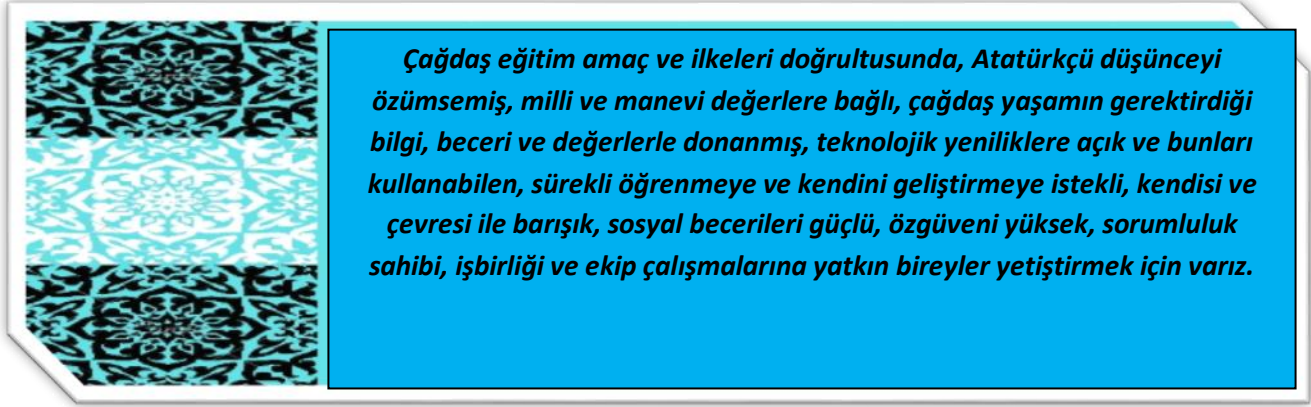 Çağdaş eğitim amaç ve ilkeleri doğrultusunda, Atatürkçü düşünceyi
özümsemiş, milli ve manevi değerlere bağlı, çağdaş yaşamın gerektirdiği
bilgi, beceri ve değerlerle donanmış, teknolojik yeniliklere açık ve bunları
kullanabilen, sürekli öğrenmeye ve kendini geliştirmeye istekli, kendisi ve
çevresi ile barışık, sosyal becerileri güçlü, özgüveni yüksek, sorumluluk
sahibi, işbirliği ve ekip çalışmalarına yatkın bireyler yetiştirmek için varız.